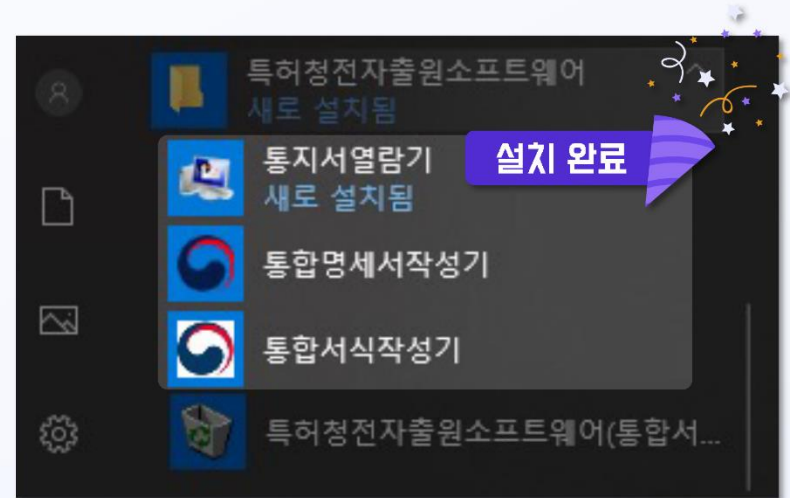 특허청전자출원소프트웨어
새로 설치됨
통지서열람기
설치 완료
새로 설치됨
통합명세서작성기
통합서식작성기
특허청전자출원소프트웨어(통합서...